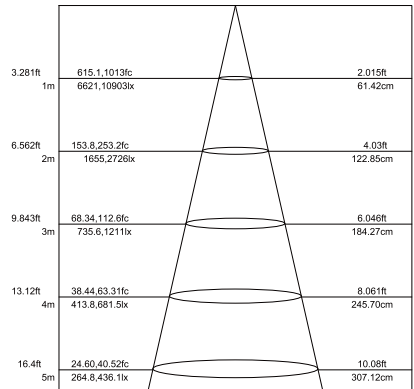 3.281ft 615.1,1013fc 2.015ft
1m 6621,10903lx 61.42cm
6.562ft 153.8,253.2fc 4.03ft
2m 1655,2726lx 122.85cm
9.843ft 68.34,112.6fc 6.046ft
3m 735.6,1211lx 184.27cm
13.12ft 38.44,63.31fc 8.061ft
4m 413.8,681.5lx 245.70cm
16.4ft 24.60,40.52fc 10.08ft
5m 264.8,436.1lx 307.12cm